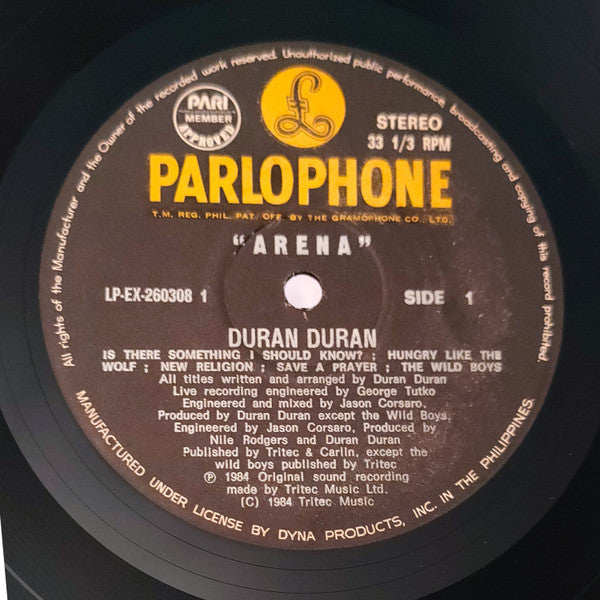 All rights of the Manufacturer and the Owner of the recorded work reserved. Unauthorized public performance, broadcasting and copying of this record prohibited.
PARI
MEMBER
APPROVED
£
STEREO
33 1/3 RPM
PARLOPHONE
T.M. REG. PHIL. PAT. OFF. BY THE GRAMOPHONE CO., LTD.
"ARENA"
LP-EX-260308 1
SIDE 1
DURAN DURAN
IS THERE SOMETHING I SHOULD KNOW? ; HUNGRY LIKE THE
WOLF ; NEW RELIGION ; SAVE A PRAYER ; THE WILD BOYS
All titles written and arranged by Duran Duran
Live recording engineered by George Tutko
Engineered and mixed by Jason Corsaro,
Produced by Duran Duran except the Wild Boys,
Engineered by Jason Corsaro, Produced by
Nile Rodgers and Duran Duran
Published by Tritec & Carlin, except the
wild boys published by Tritec
Ⓟ 1984 Original sound recording
made by Tritec Music Ltd.
(C) 1984 Tritec Music
MANUFACTURED UNDER LICENSE BY DYNA PRODUCTS, INC. IN THE PHILIPPINES.